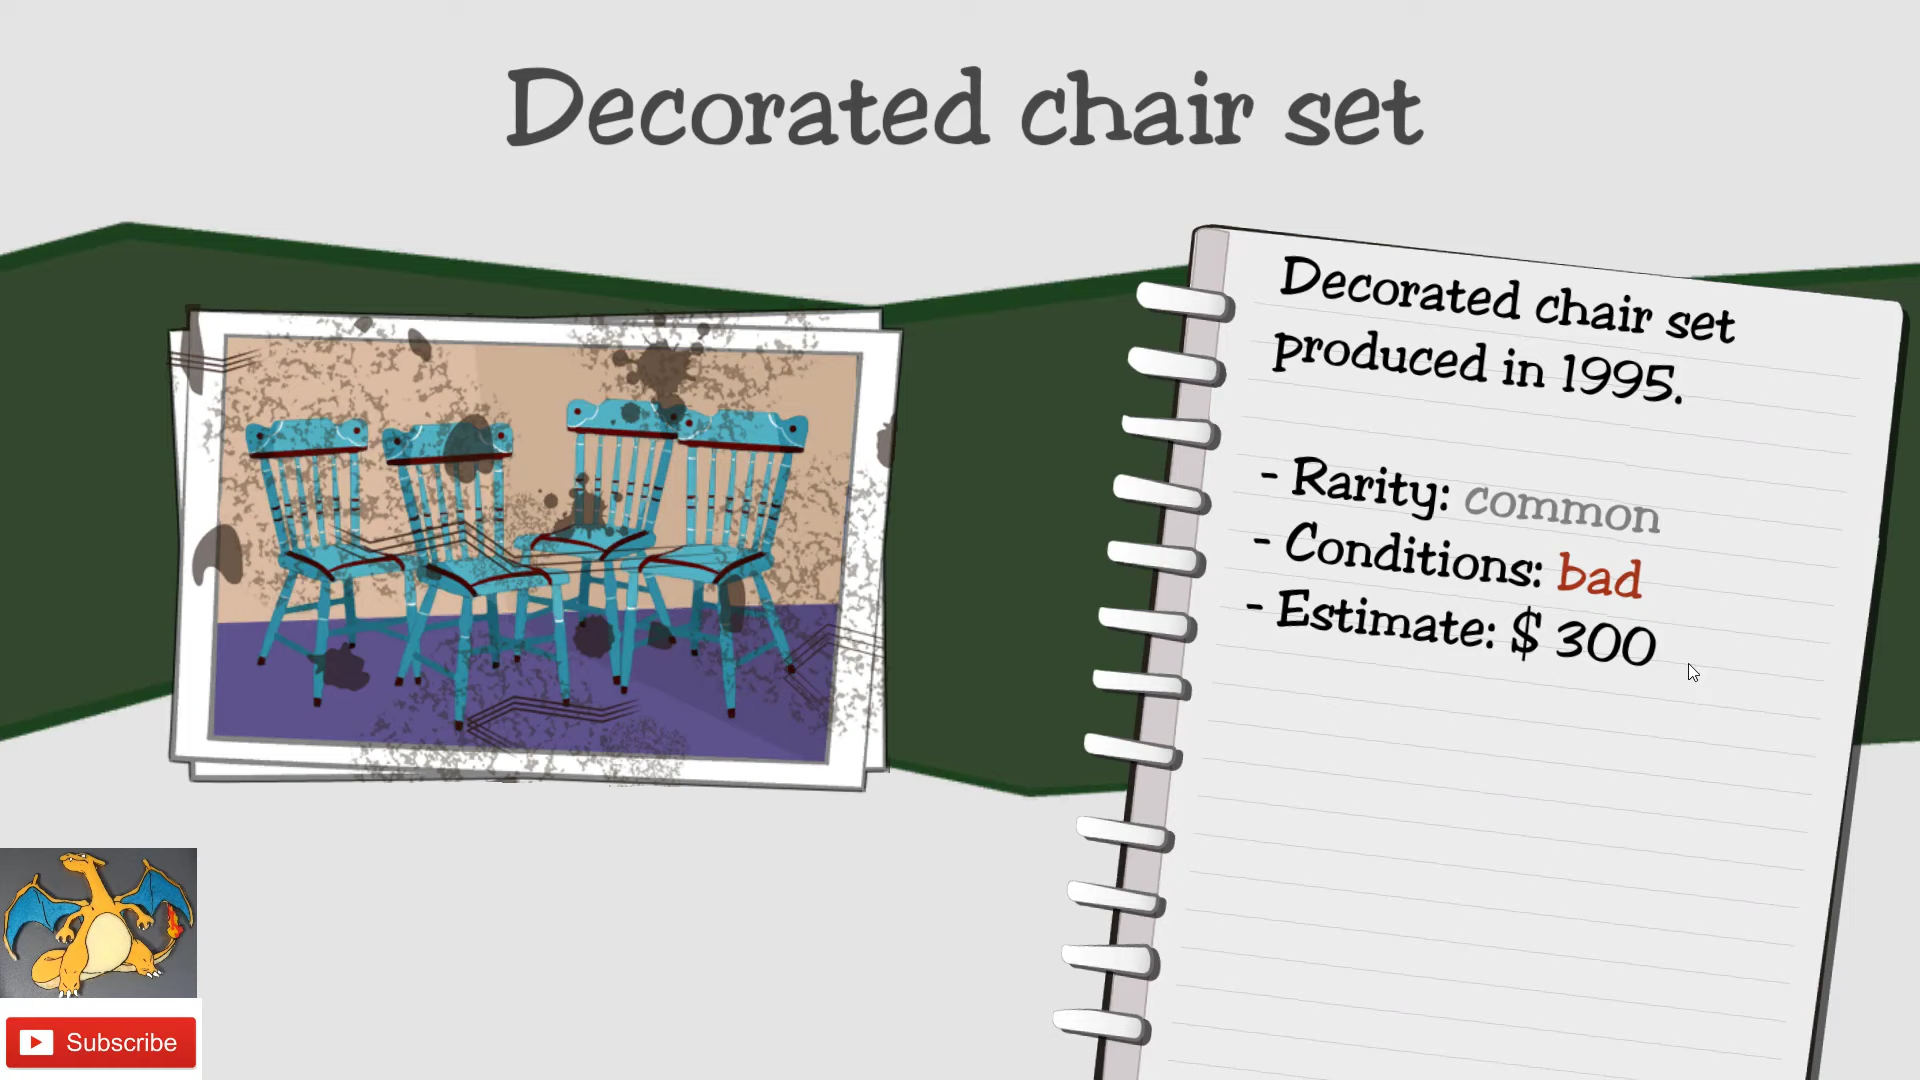 Decorated chair set
Decorated chair set
produced in 1995.
- Rarity: common
- Conditions: bad
- Estimate: $ 300
Subscribe